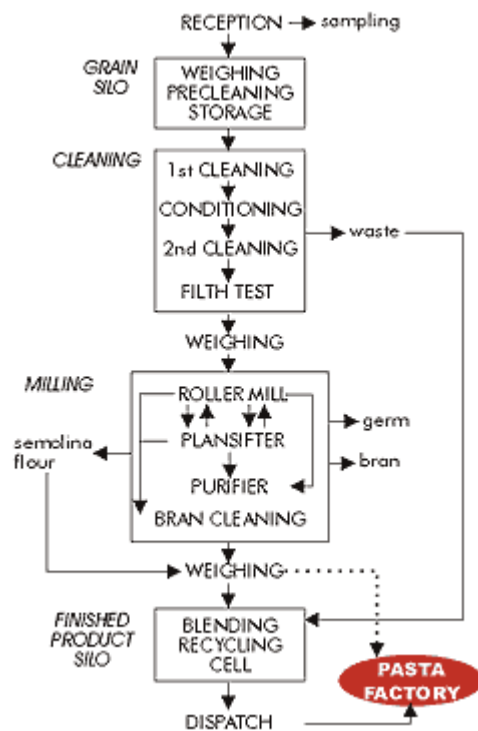 RECEPTION
sampling
GRAIN
SILO
WEIGHING
PRECLEANING
STORAGE
CLEANING
1st CLEANING
CONDITIONING
2nd CLEANING
FILTH TEST
waste
WEIGHING
MILLING
ROLLER MILL
PLANSIFTER
PURIFIER
BRAN CLEANING
germ
bran
semolina
flour
WEIGHING
FINISHED
PRODUCT
SILO
BLENDING
RECYCLING
CELL
PASTA
FACTORY
DISPATCH